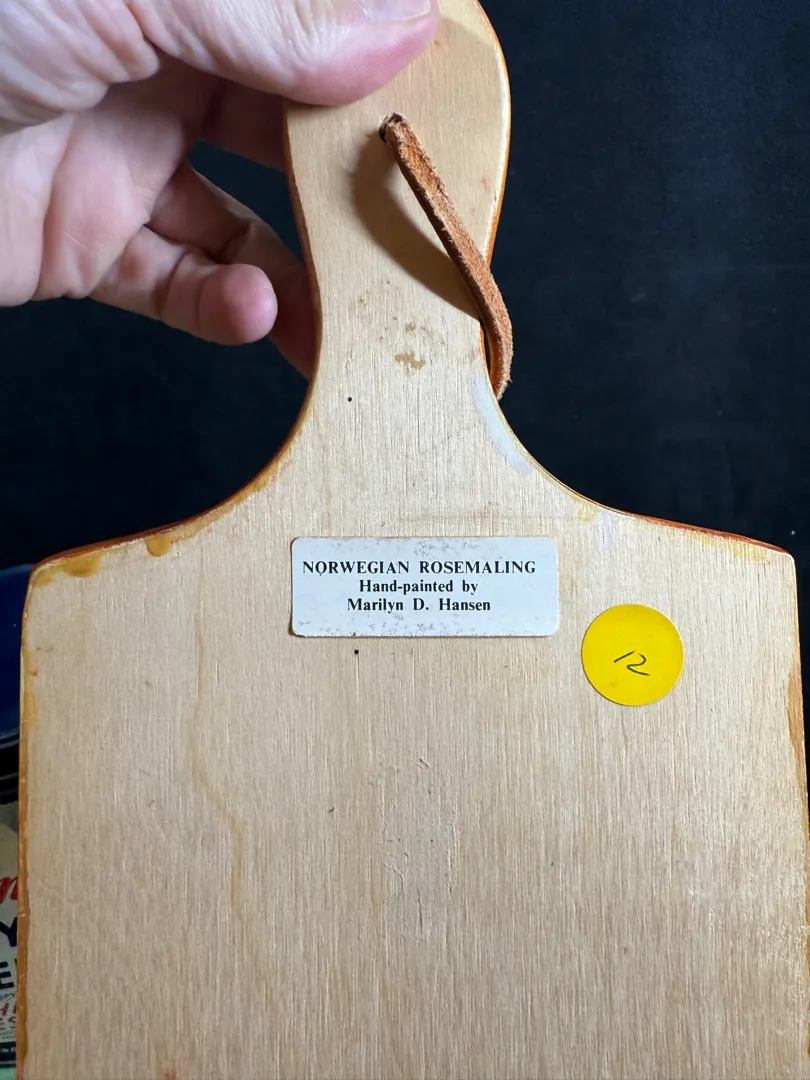 NORWEGIAN ROSEMALING
Hand-painted by
Marilyn D. Hansen
12